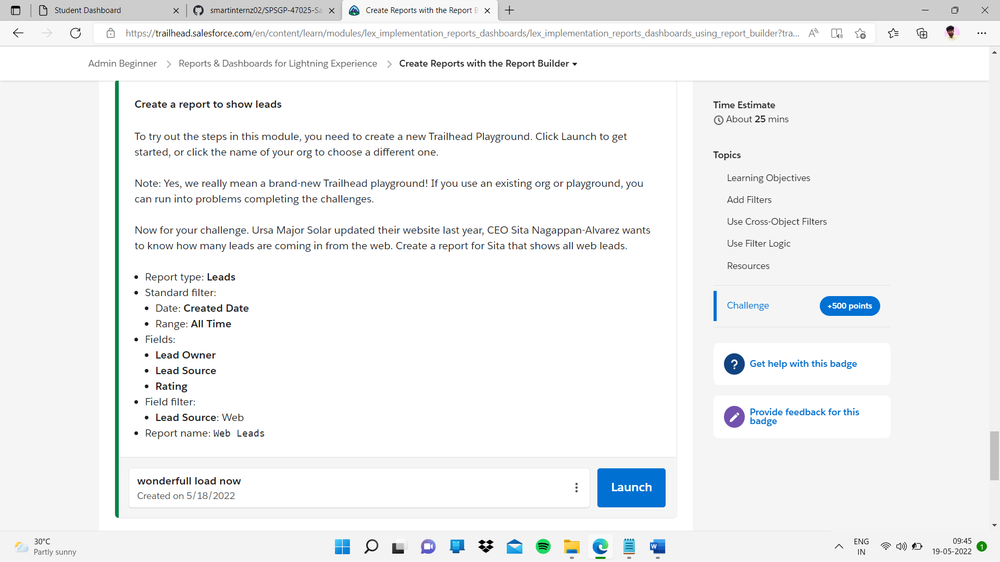 Student Dashboard
smartinternz02/SPSGP-47025-Sa
Create Reports with the Report B
https://trailhead.salesforce.com/en/content/learn/modules/lex_implementation_reports_dashboards/lex_implementation_reports_dashboards_using_report_builder?tra...
Admin Beginner
Reports & Dashboards for Lightning Experience
Create Reports with the Report Builder
Create a report to show leads
To try out the steps in this module, you need to create a new Trailhead Playground. Click Launch to get
started, or click the name of your org to choose a different one.
Note: Yes, we really mean a brand-new Trailhead playground! If you use an existing org or playground, you
can run into problems completing the challenges.
Now for your challenge. Ursa Major Solar updated their website last year, CEO Sita Nagappan-Alvarez wants
to know how many leads are coming in from the web. Create a report for Sita that shows all web leads.
Report type: Leads
Standard filter:
Date: Created Date
Range: All Time
Fields:
Lead Owner
Lead Source
Rating
Field filter:
Lead Source: Web
Report name: Web Leads
wonderfull load now
Created on 5/18/2022
Launch
Time Estimate
About 25 mins
Topics
Learning Objectives
Add Filters
Use Cross-Object Filters
Use Filter Logic
Resources
Challenge
+500 points
Get help with this badge
Provide feedback for this
badge
30°C
Partly sunny
ENG
IN
09:45
19-05-2022
1